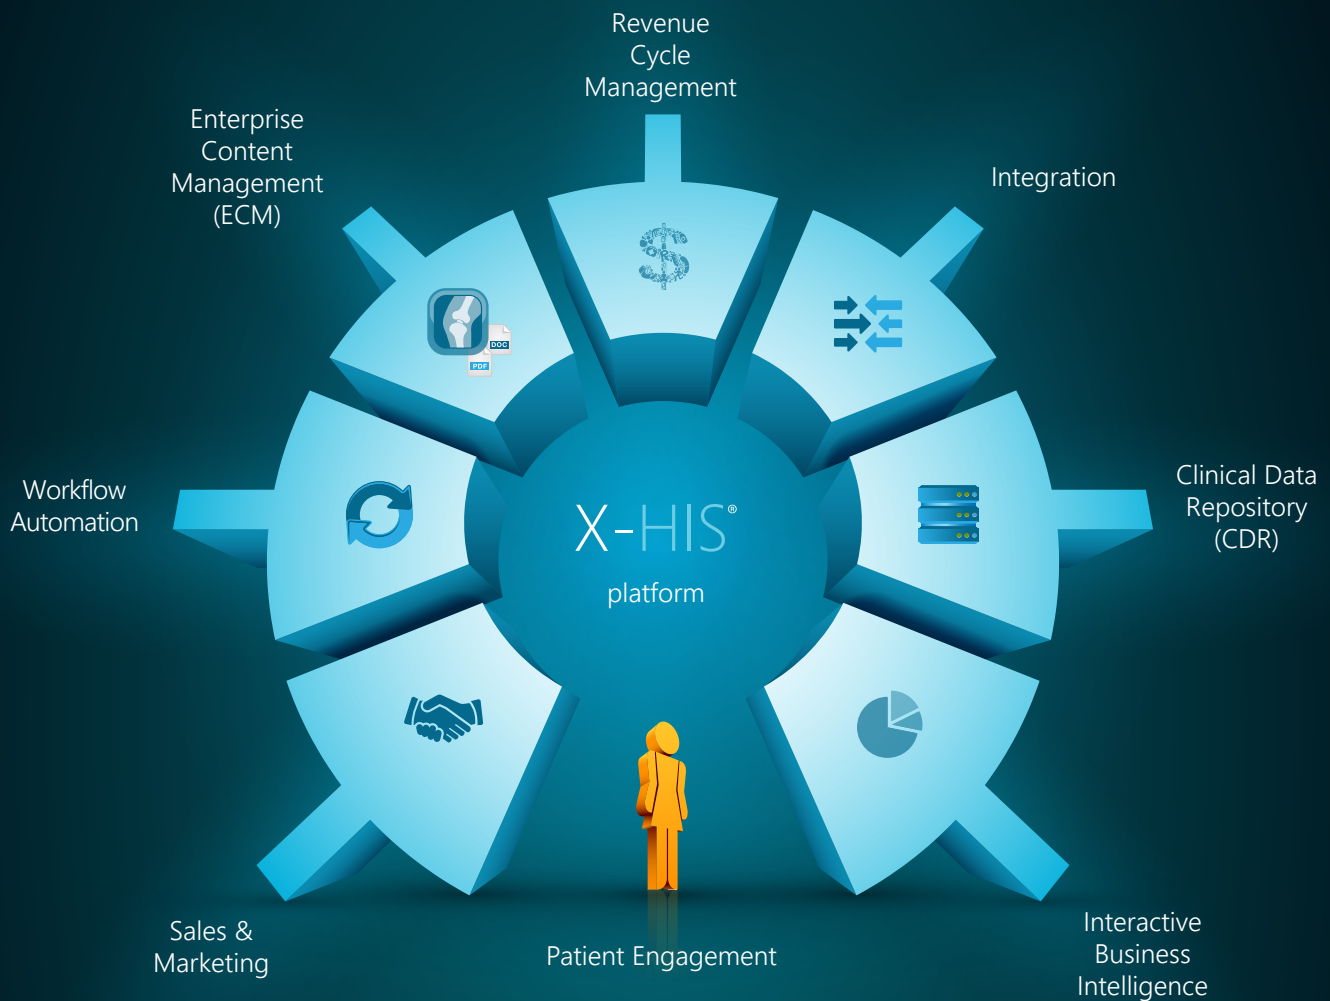 Revenue
Cycle
Management
Enterprise
Content
Management
(ECM)
Integration
DOC
PDF
Workflow
Automation
Clinical Data
Repository
(CDR)
X-HIS®
platform
Sales &
Marketing
Patient Engagement
Interactive
Business
Intelligence